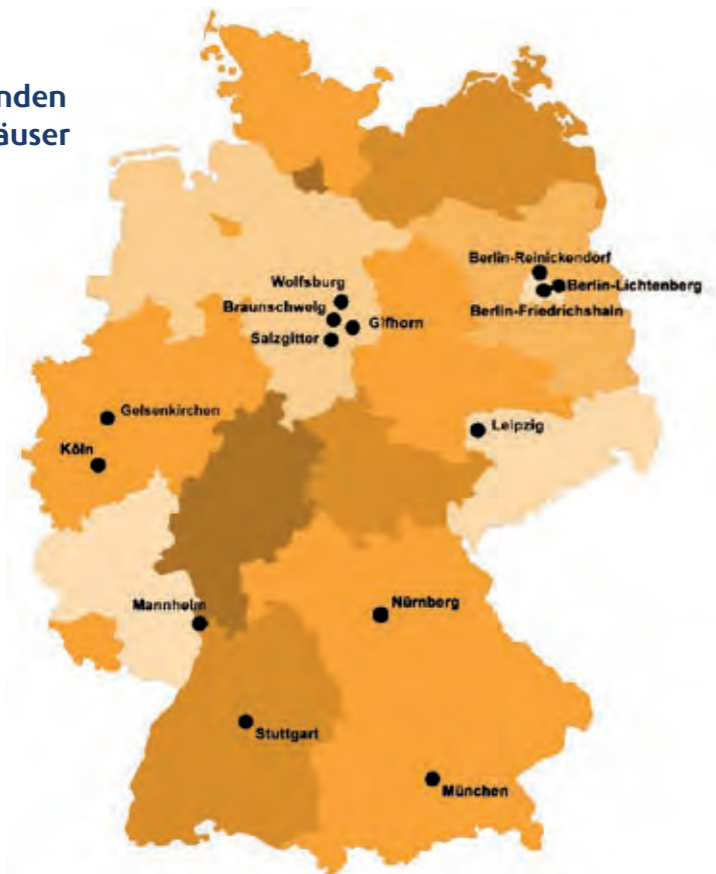 nden
äuser
Berlin-Reinickendorf
Wolfsburg
Berlin-Lichtenberg
Braunschweig
Gifhorn
Berlin-Friedrichshain
Salzgitter
Gelsenkirchen
Leipzig
Köln
Mannheim
Nürnberg
Stuttgart
München